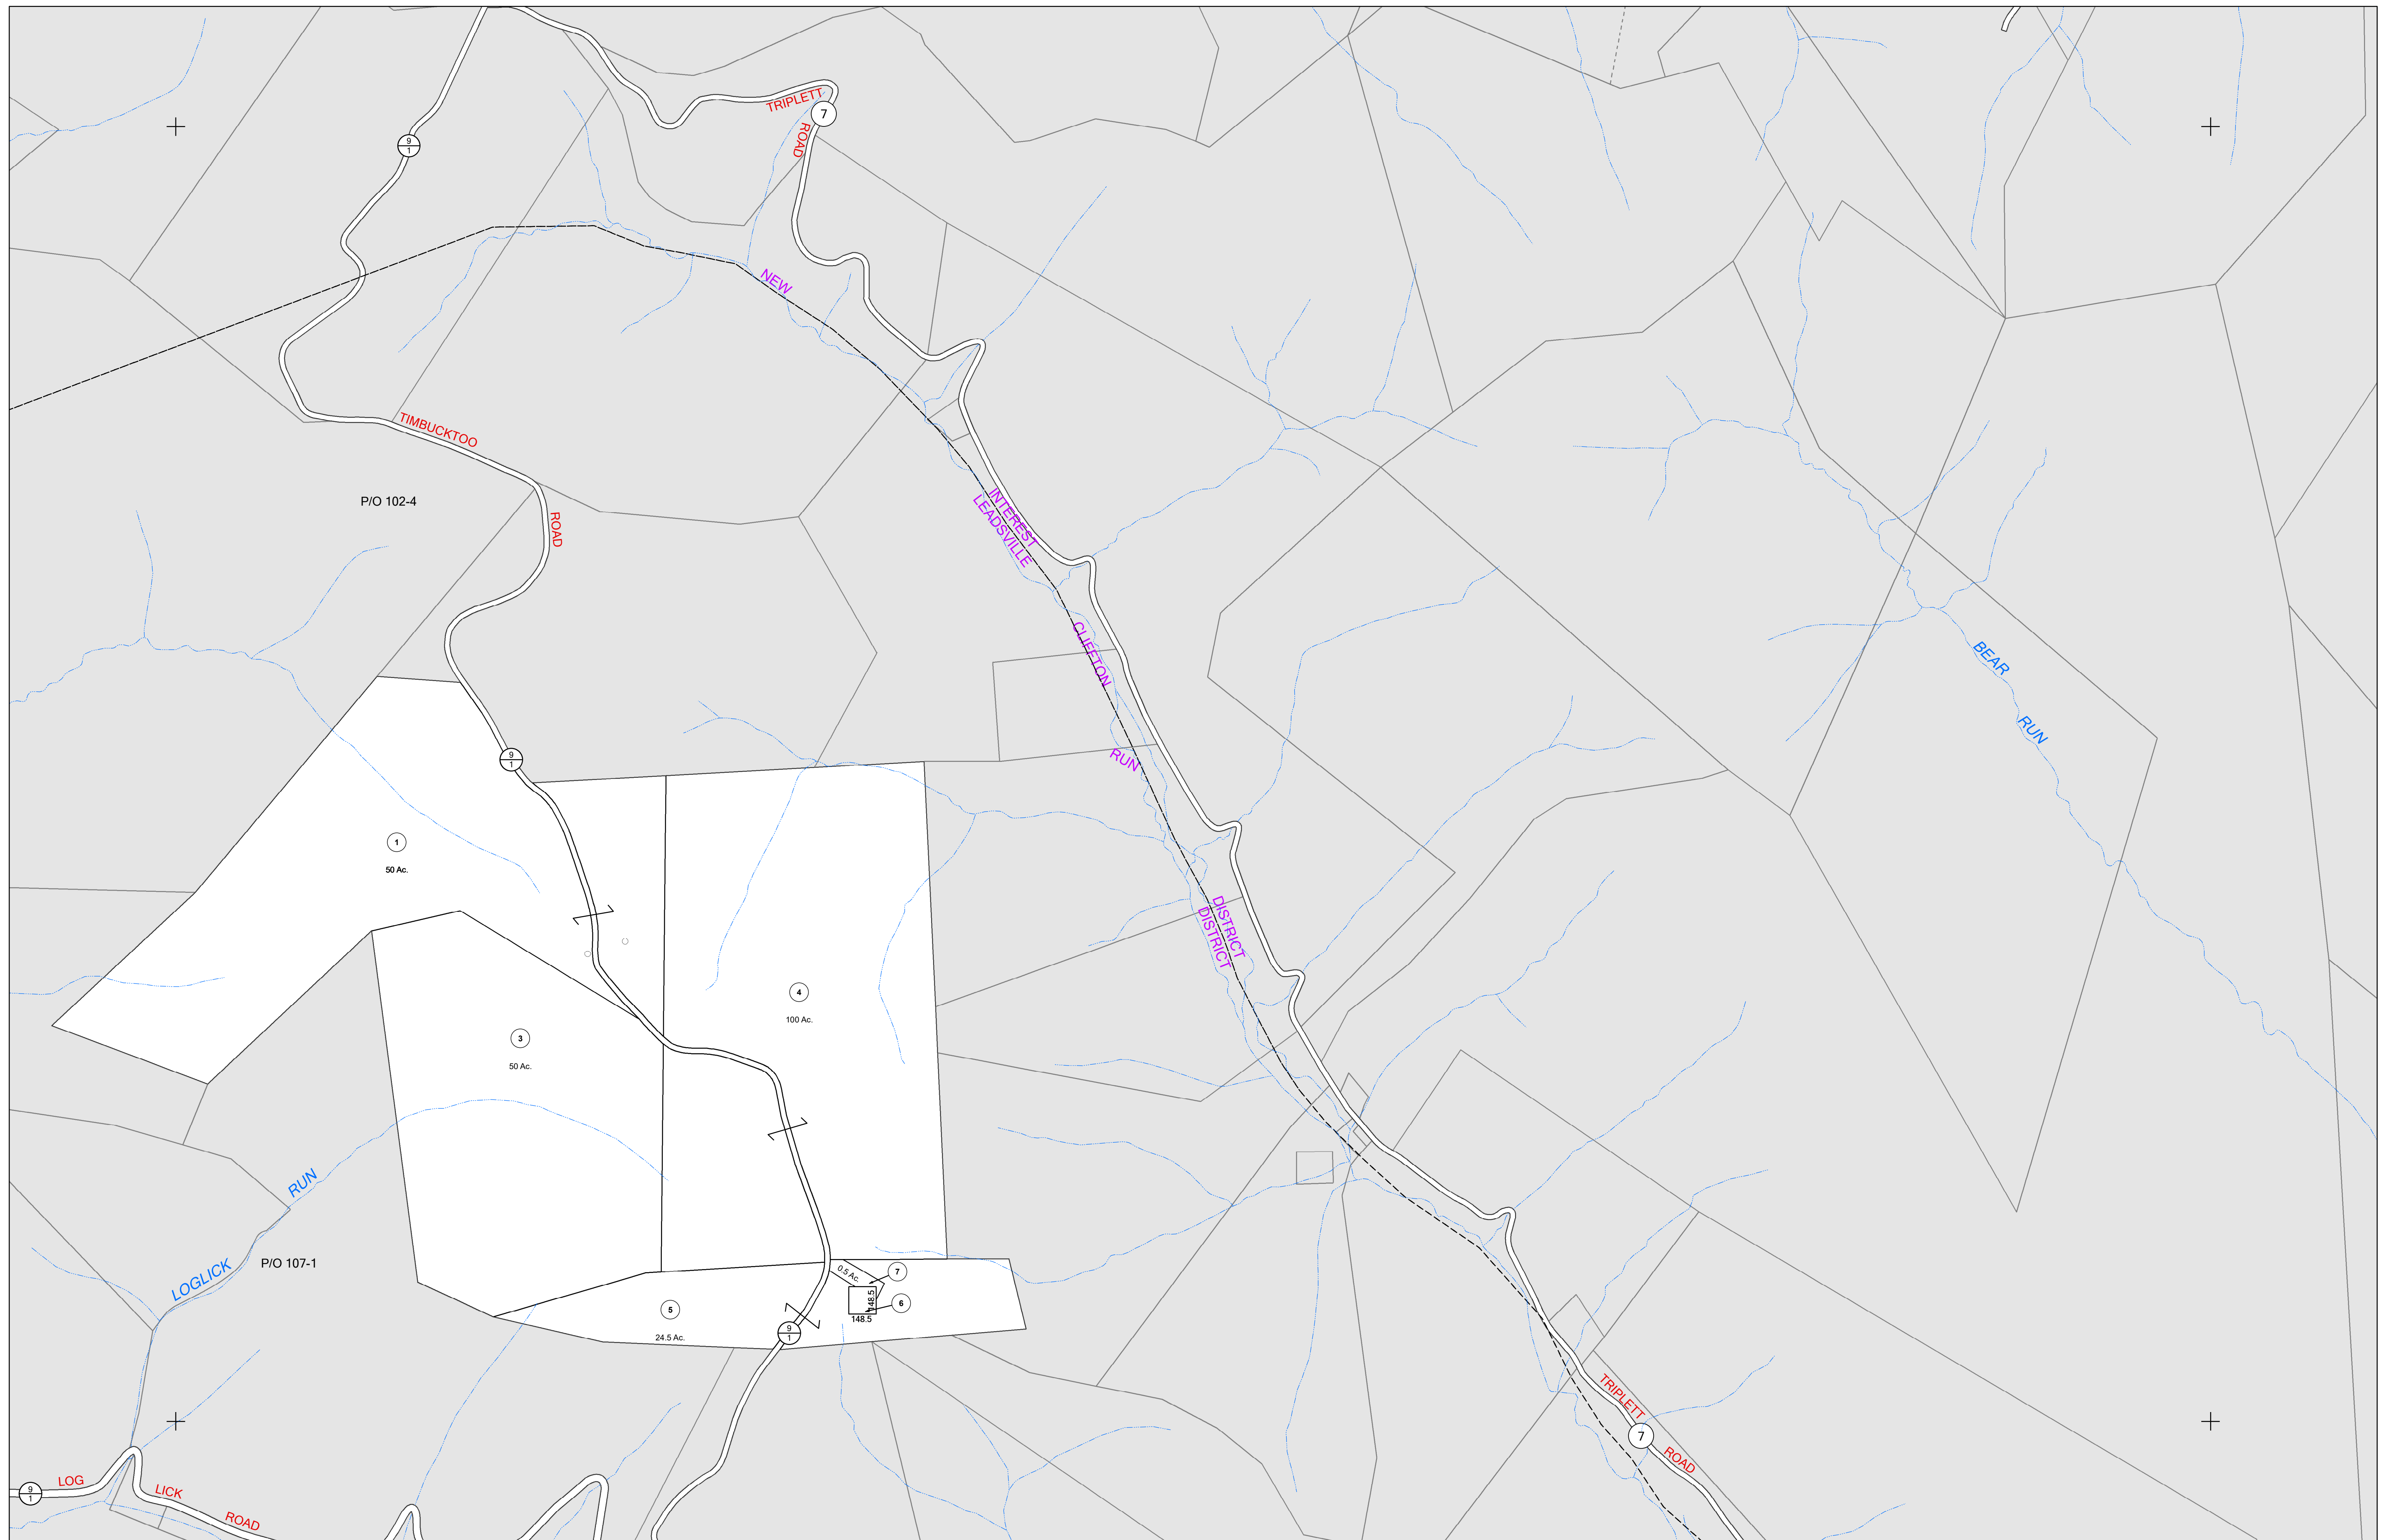 TRIPLETT
7
ROAD
9
1
NEW
TIMBUCKTOO
P/O 102-4
INTEREST
LEADSVILLE
ROAD
CLIFFTON
BEAR
RUN
RUN
9
1
1
50 Ac.
DISTRICT
DISTRICT
4
100 Ac.
3
50 Ac.
RUN
LOGLICK
P/O 107-1
0.5 Ac.
7
148.5
6
148.5
5
24.5 Ac.
9
1
TRIPLETT
7
ROAD
9
1
LOG
LICK
ROAD